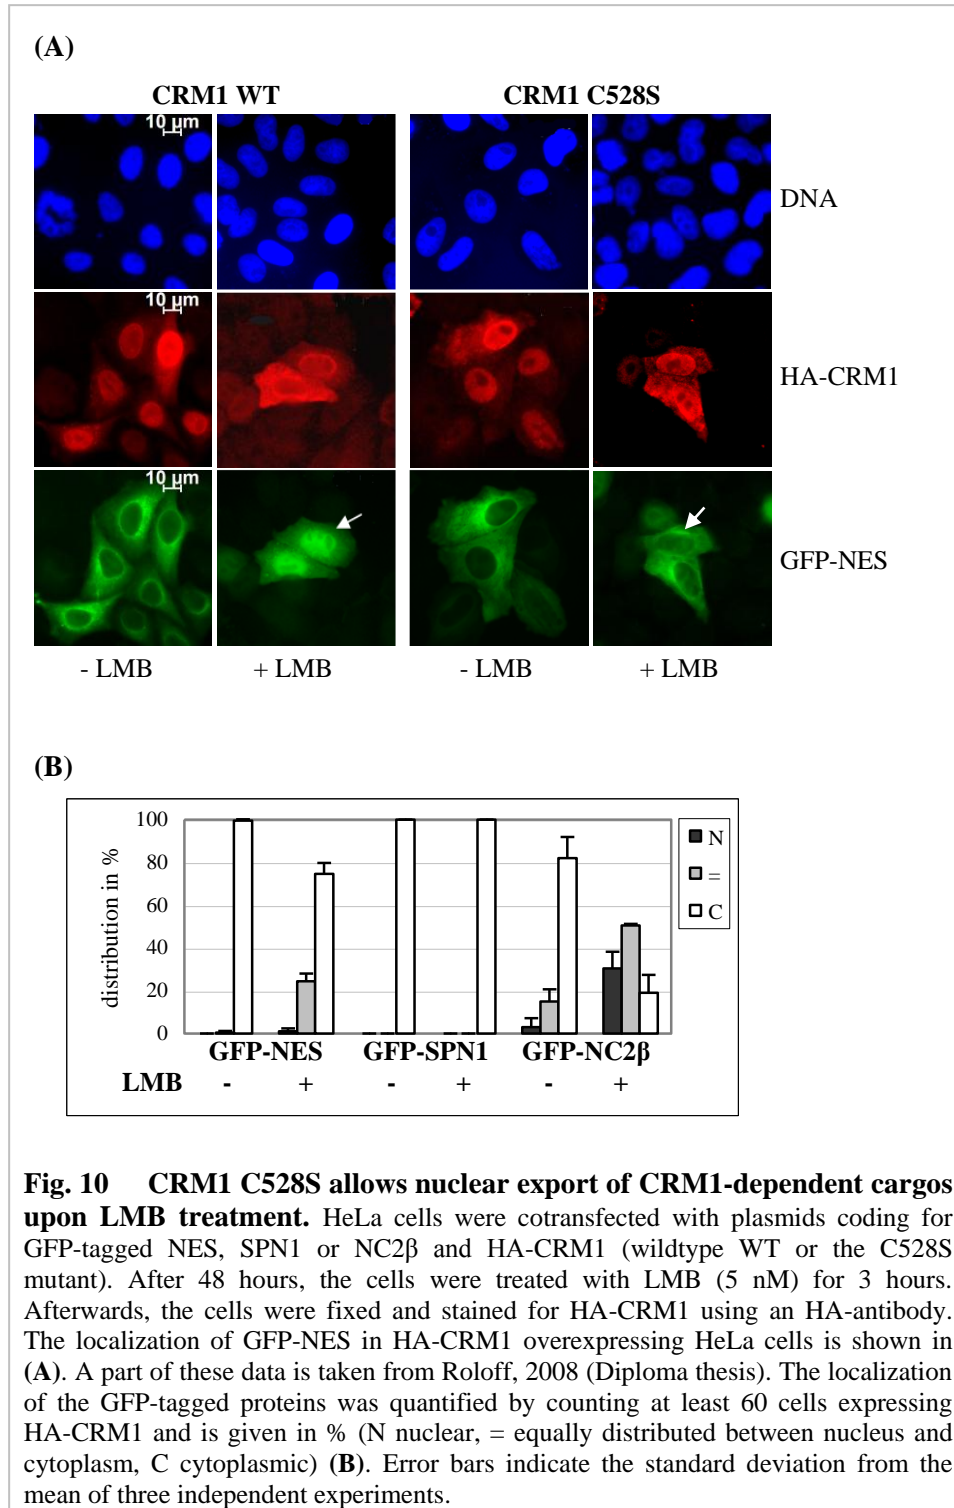 (A)
CRM1 WT CRM1 C528S
10 µm
DNA
10 µm
HA-CRM1
10 µm
GFP-NES
- LMB + LMB - LMB + LMB
(B)
100
80
60
40
20
0
distribution in %
N
=
C
GFP-NES GFP-SPN1 GFP-NC2β
LMB - + - + - +
Fig. 10 CRM1 C528S allows nuclear export of CRM1-dependent cargos
upon LMB treatment. HeLa cells were cotransfected with plasmids coding for
GFP-tagged NES, SPN1 or NC2β and HA-CRM1 (wildtype WT or the C528S
mutant). After 48 hours, the cells were treated with LMB (5 nM) for 3 hours.
Afterwards, the cells were fixed and stained for HA-CRM1 using an HA-antibody.
The localization of GFP-NES in HA-CRM1 overexpressing HeLa cells is shown in
(A). A part of these data is taken from Roloff, 2008 (Diploma thesis). The localization
of the GFP-tagged proteins was quantified by counting at least 60 cells expressing
HA-CRM1 and is given in % (N nuclear, = equally distributed between nucleus and
cytoplasm, C cytoplasmic) (B). Error bars indicate the standard deviation from the
mean of three independent experiments.